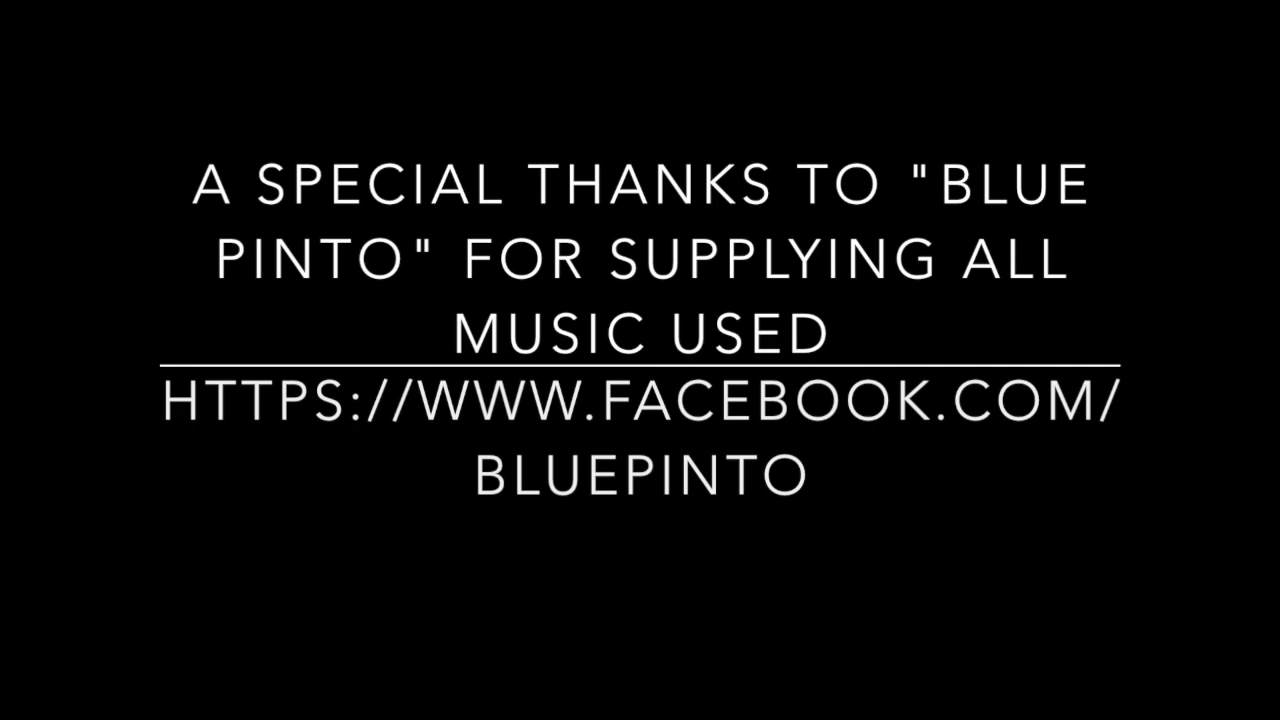 A SPECIAL THANKS TO "BLUE
PINTO" FOR SUPPLYING ALL
MUSIC USED
HTTPS://WWW.FACEBOOK.COM/
BLUEPINTO